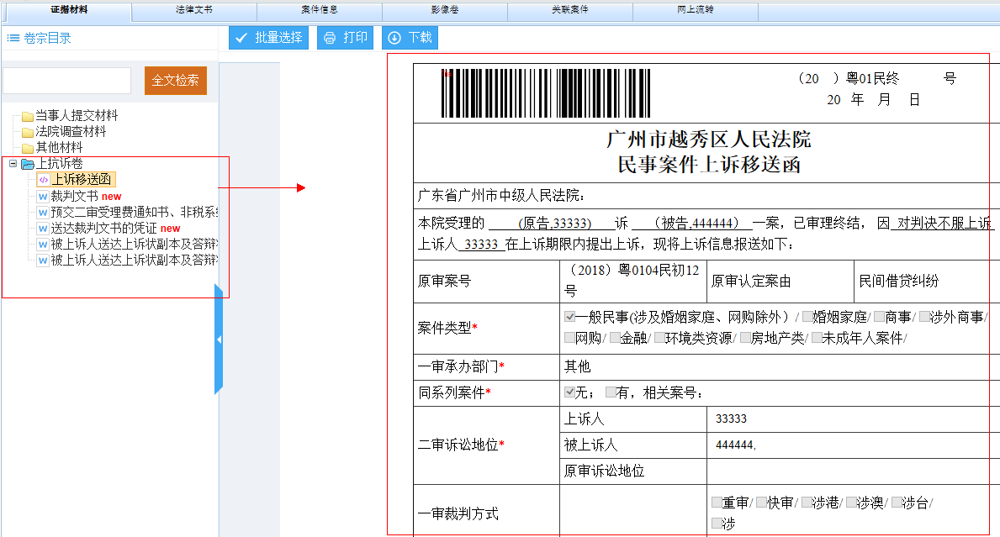 证据材料
法律文书
案件信息
影像卷
关联案件
网上流转
卷宗目录
批量选择
打印
下载
全文检索
当事人提交材料
法院调查材料
其他材料
上抗诉卷
上诉移送函
裁判文书 new
预交二审受理费通知书、非税系
送达裁判文书的凭证 new
被上诉人送达上诉状副本及答辩
被上诉人送达上诉状副本及答辩
（20　）粤01民终　　　号
20　年　月　日
广州市越秀区人民法院
民事案件上诉移送函
广东省广州市中级人民法院：
本院受理的 (原告,33333) 诉 （被告,444444） 一案，已审理终结， 因 对判决不服上诉
上诉人 33333 在上诉期限内提出上诉，现将上诉信息报送如下：
原审案号
（2018）粤0104民初12
号
原审认定案由
民间借贷纠纷
案件类型*
一般民事(涉及婚姻家庭、网购除外）/ 婚姻家庭/ 商事/ 涉外商事/
网购/ 金融/ 环境类资源/ 房地产类/ 未成年人案件/
一审承办部门*
其他
同系列案件*
无； 有，相关案号：
二审诉讼地位*
上诉人
33333
被上诉人
444444,
原审诉讼地位
一审裁判方式
重审/ 快审/ 涉港/ 涉澳/ 涉台/
涉